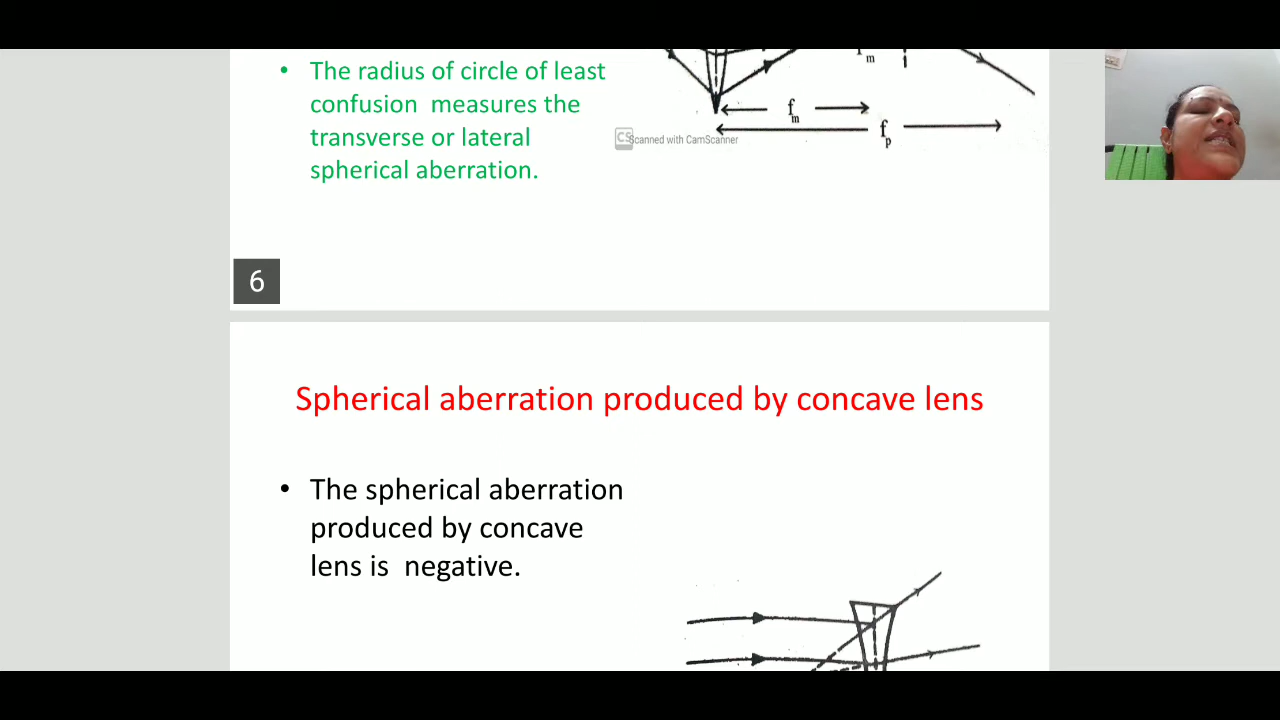 • The radius of circle of least
confusion measures the
transverse or lateral
spherical aberration.
m
f m
f p
CS Scanned with CamScanner
6
Spherical aberration produced by concave lens
• The spherical aberration
produced by concave
lens is negative.